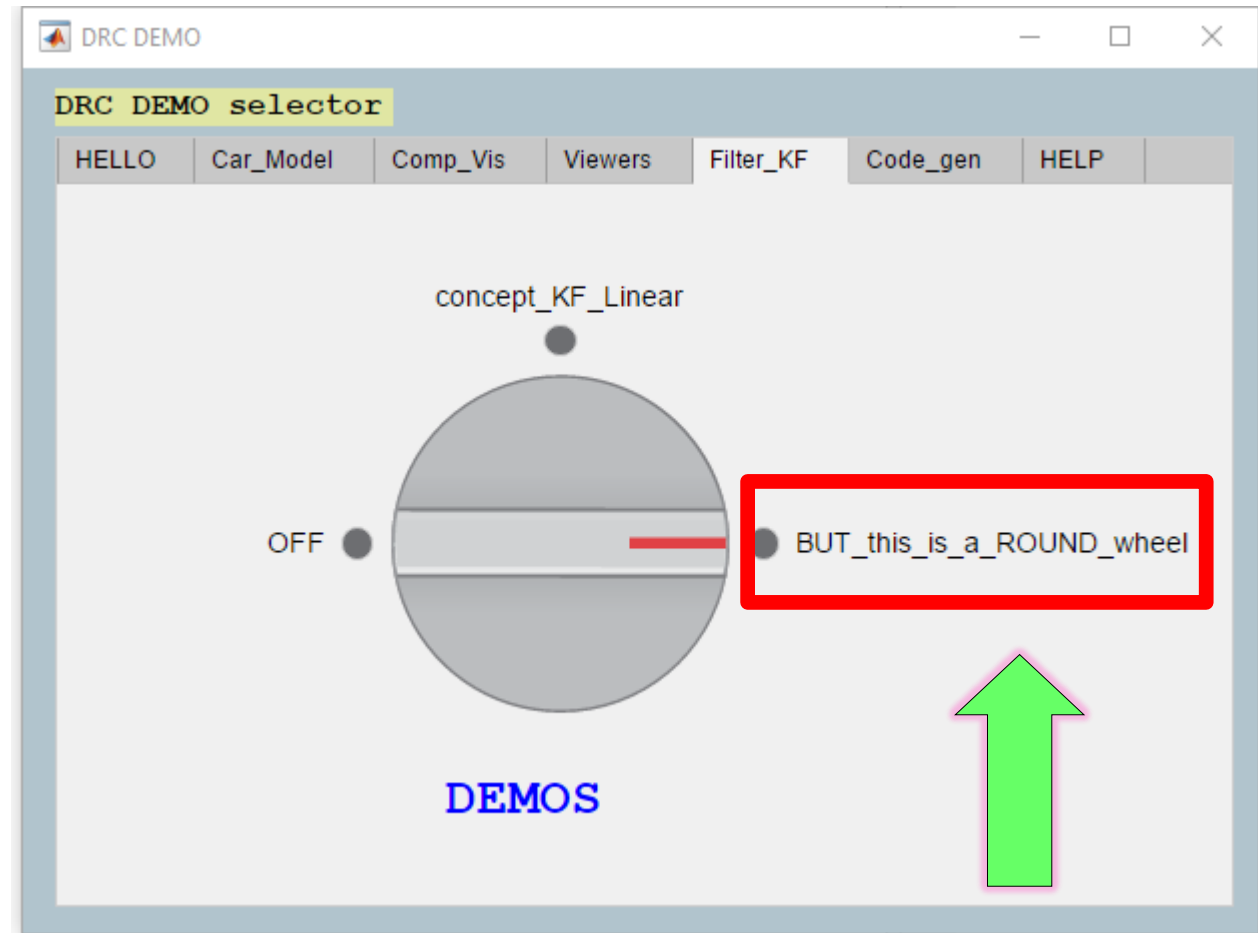 DRC DEMO
DRC DEMO selector
HELLO Car_Model Comp_Vis Viewers Filter_KF Code_gen HELP
concept_KF_Linear
OFF BUT_this_is_a_ROUND_wheel
DEMOS